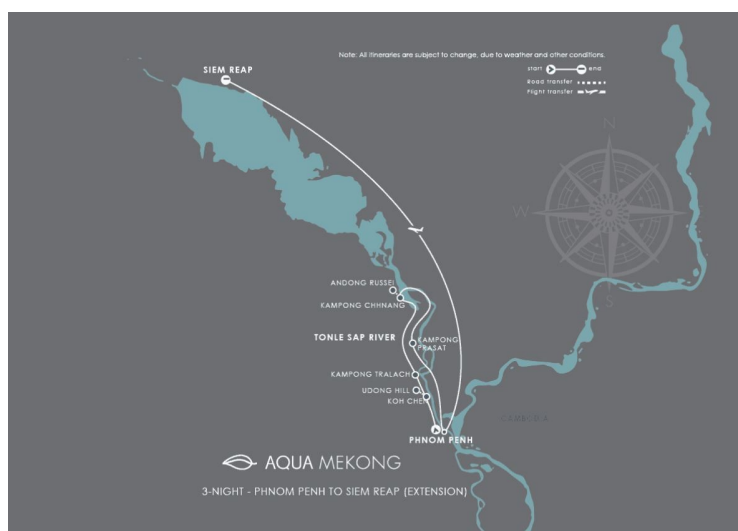 Note: All itineraries are subject to change, due to weather and other conditions.
start end
Road transfer
Flight transfer
SIEM REAP
N
W
S
ANDONG RUSSEI
KAMPONG CHHNANG
TONLE SAP RIVER
KAMPONG
PRASAT
KAMPONG TRALACH
UDONG HILL
KOH CHEN
PHNOM PENH
CAMBODIA
AQUA MEKONG
3-NIGHT - PHNOM PENH TO SIEM REAP (EXTENSION)